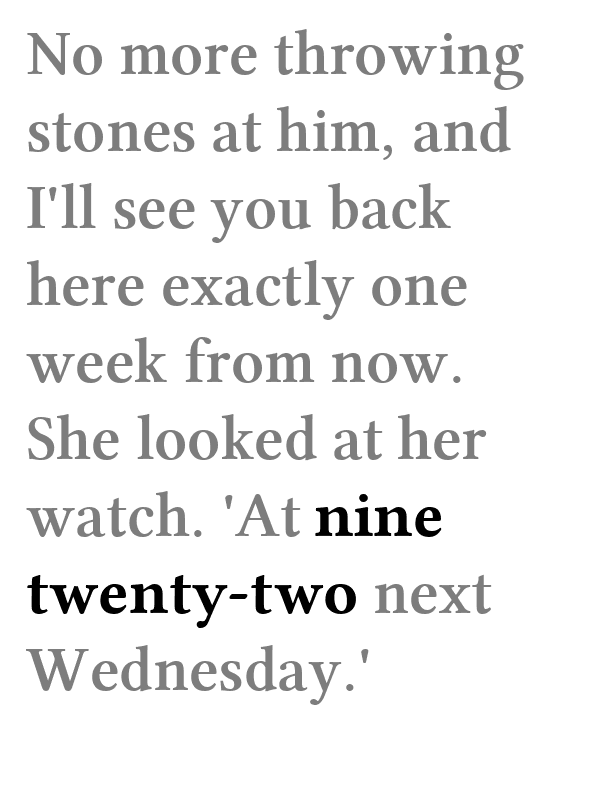 No more throwing
stones at him, and
I'll see you back
here exactly one
week from now.
She looked at her
watch. 'At nine
twenty-two next
Wednesday.'